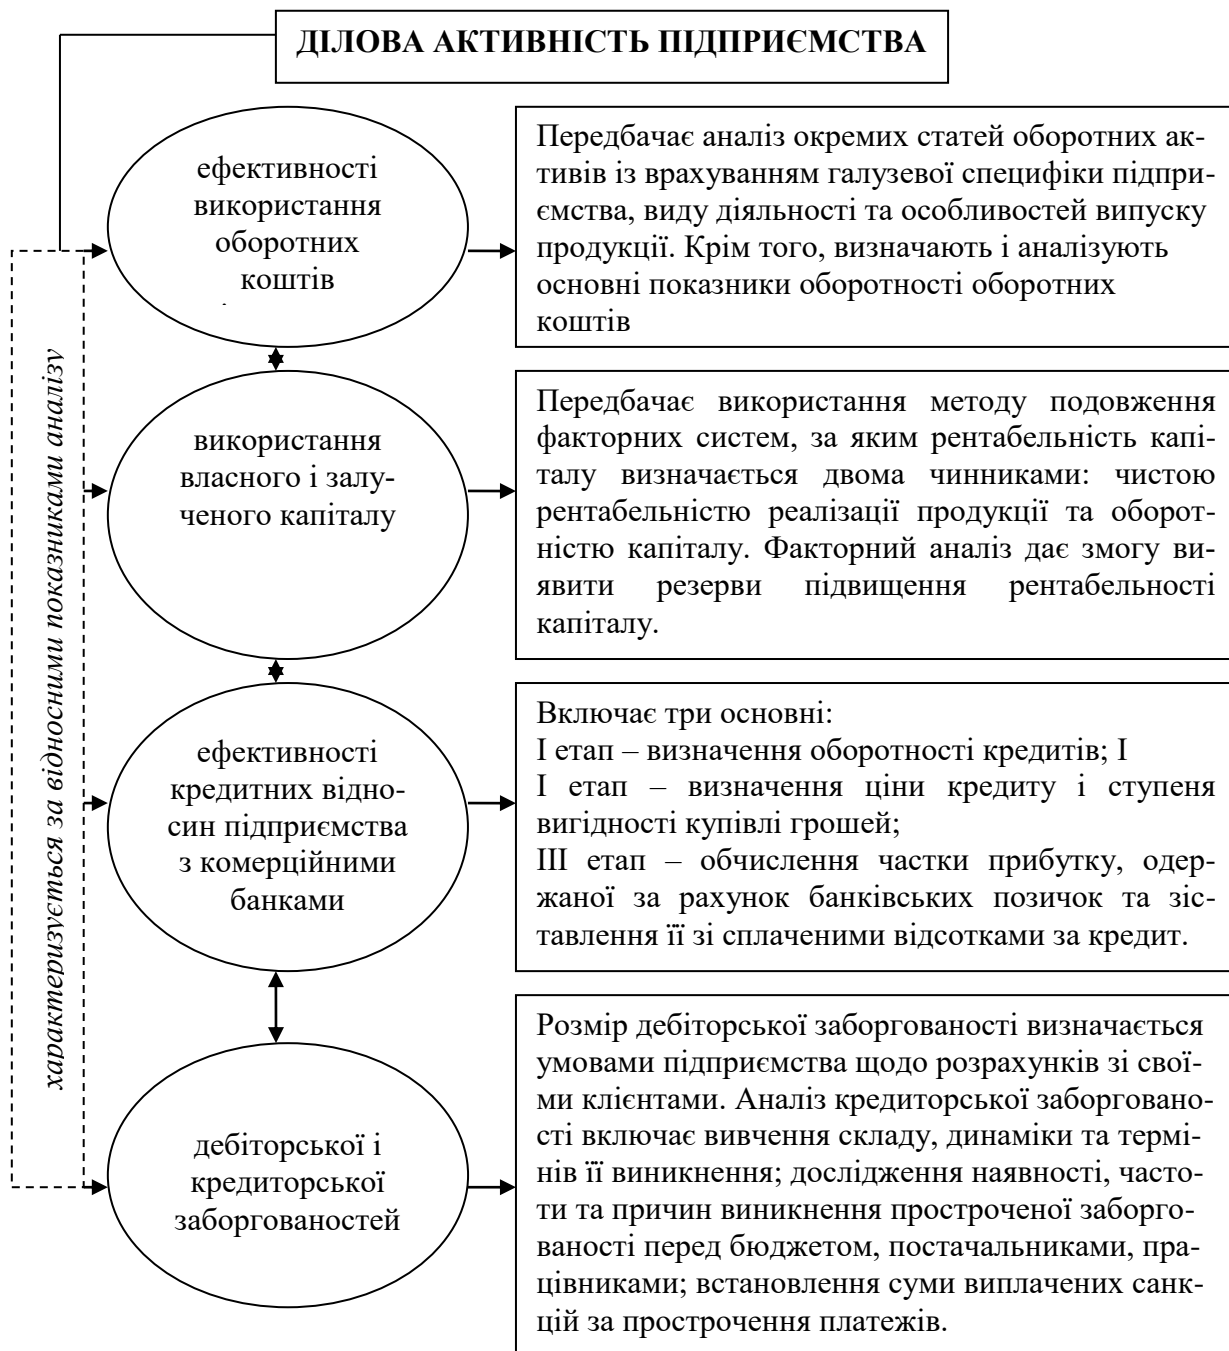 ДІЛОВА АКТИВНІСТЬ ПІДПРИЄМСТВА
характеризується за відносними показниками аналізу
ефективності
використання
оборотних
коштів
Передбачає аналіз окремих статей оборотних ак-
тивів із врахуванням галузевої специфіки підпри-
ємства, виду діяльності та особливостей випуску
продукції. Крім того, визначають і аналізують
основні показники оборотності оборотних
коштів
використання
власного і залу-
ченого капіталу
Передбачає використання методу подовження
факторних систем, за яким рентабельність капі-
талу визначається двома чинниками: чистою
рентабельністю реалізації продукції та оборот-
ністю капіталу. Факторний аналіз дає змогу ви-
явити резерви підвищення рентабельності
капіталу.
ефективності
кредитних відно-
син підприємства
з комерційними
банками
Включає три основні:
І етап – визначення оборотності кредитів; І
І етап – визначення ціни кредиту і ступеня
вигідності купівлі грошей;
ІІІ етап – обчислення частки прибутку, одер-
жаної за рахунок банківських позичок та зіс-
тавлення її зі сплаченими відсотками за кредит.
дебіторської і
кредиторської
заборгованостей
Розмір дебіторської заборгованості визначається
умовами підприємства щодо розрахунків зі свої-
ми клієнтами. Аналіз кредиторської заборговано-
сті включає вивчення складу, динаміки та термі-
нів її виникнення; дослідження наявності, часто-
ти та причин виникнення простроченої заборго-
ваності перед бюджетом, постачальниками, пра-
цівниками; встановлення суми виплачених санк-
цій за прострочення платежів.